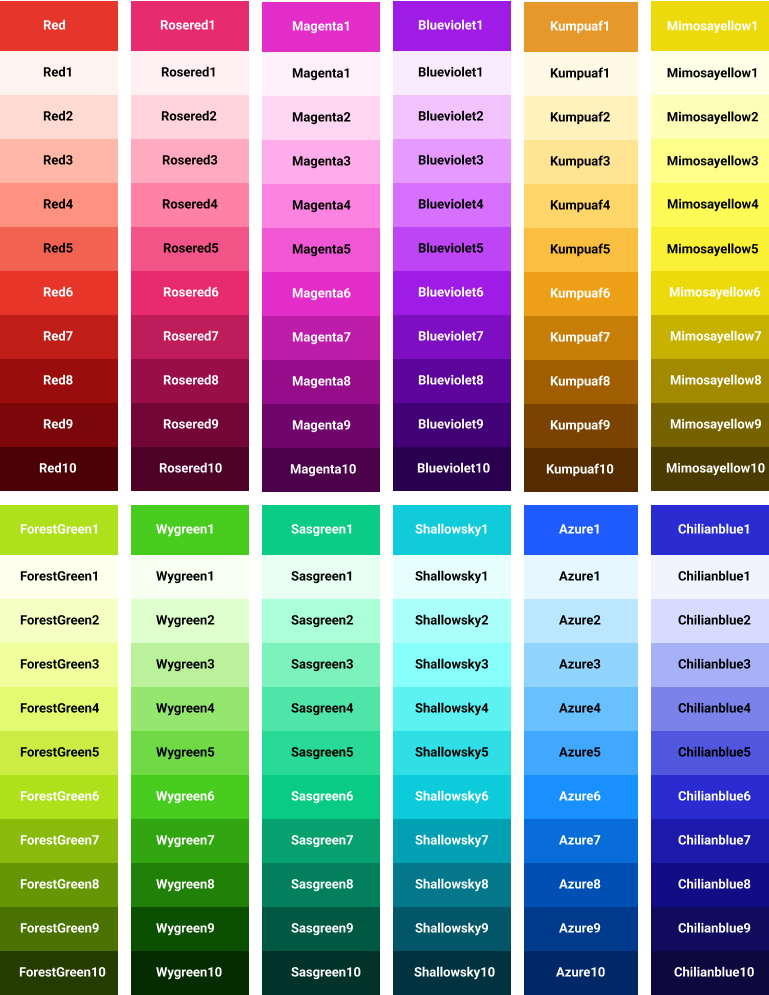 Red Rosered1 Magenta1 Blueviolet1 Kumpuaf1 Mimosayellow1
Red1 Rosered1 Magenta1 Blueviolet1 Kumpuaf1 Mimosayellow1
Red2 Rosered2 Magenta2 Blueviolet2 Kumpuaf2 Mimosayellow2
Red3 Rosered3 Magenta3 Blueviolet3 Kumpuaf3 Mimosayellow3
Red4 Rosered4 Magenta4 Blueviolet4 Kumpuaf4 Mimosayellow4
Red5 Rosered5 Magenta5 Blueviolet5 Kumpuaf5 Mimosayellow5
Red6 Rosered6 Magenta6 Blueviolet6 Kumpuaf6 Mimosayellow6
Red7 Rosered7 Magenta7 Blueviolet7 Kumpuaf7 Mimosayellow7
Red8 Rosered8 Magenta8 Blueviolet8 Kumpuaf8 Mimosayellow8
Red9 Rosered9 Magenta9 Blueviolet9 Kumpuaf9 Mimosayellow9
Red10 Rosered10 Magenta10 Blueviolet10 Kumpuaf10 Mimosayellow10
ForestGreen1 Wygreen1 Sasgreen1 Shallowsky1 Azure1 Chilianblue1
ForestGreen1 Wygreen1 Sasgreen1 Shallowsky1 Azure1 Chilianblue1
ForestGreen2 Wygreen2 Sasgreen2 Shallowsky2 Azure2 Chilianblue2
ForestGreen3 Wygreen3 Sasgreen3 Shallowsky3 Azure3 Chilianblue3
ForestGreen4 Wygreen4 Sasgreen4 Shallowsky4 Azure4 Chilianblue4
ForestGreen5 Wygreen5 Sasgreen5 Shallowsky5 Azure5 Chilianblue5
ForestGreen6 Wygreen6 Sasgreen6 Shallowsky6 Azure6 Chilianblue6
ForestGreen7 Wygreen7 Sasgreen7 Shallowsky7 Azure7 Chilianblue7
ForestGreen8 Wygreen8 Sasgreen8 Shallowsky8 Azure8 Chilianblue8
ForestGreen9 Wygreen9 Sasgreen9 Shallowsky9 Azure9 Chilianblue9
ForestGreen10 Wygreen10 Sasgreen10 Shallowsky10 Azure10 Chilianblue10